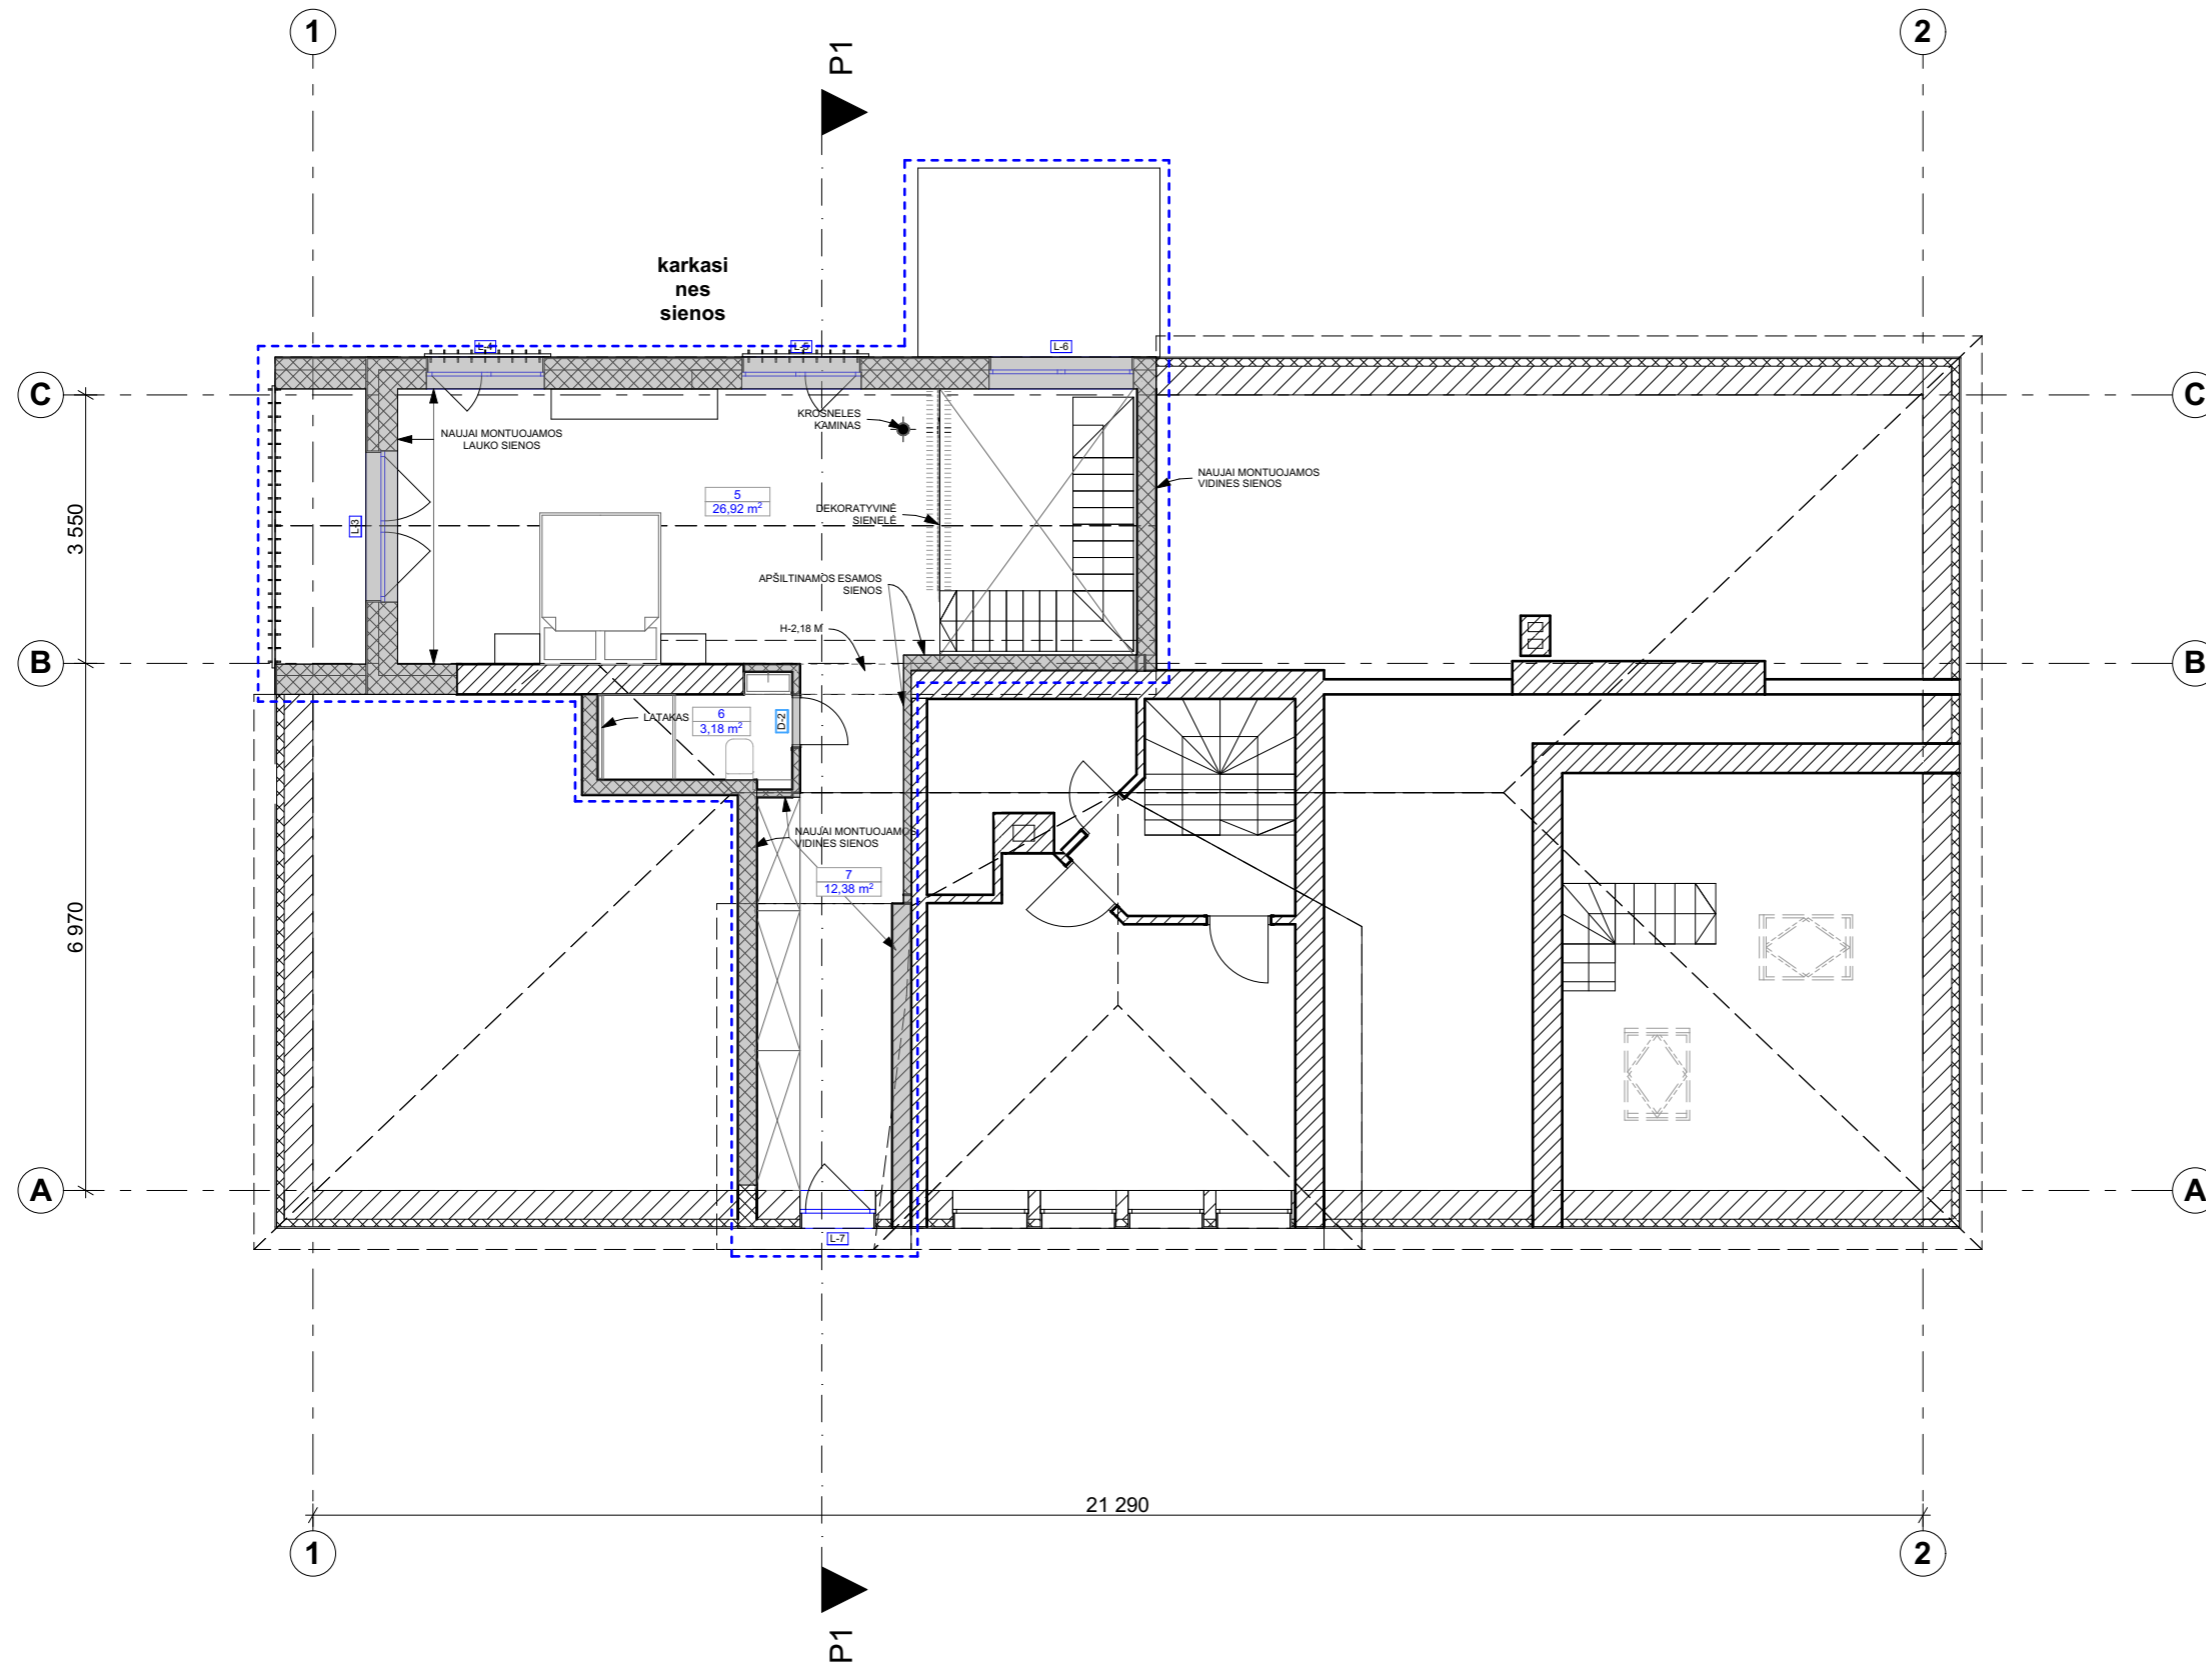 1
2
P1
karkasi
nes
sienos
L-4
L-5
L-6
C
C
KROSNELES
KAMINAS
NAUJAI MONTUOJAMOS
LAUKO SIENOS
NAUJAI MONTUOJAMOS
VIDINES SIENOS
5
26,92 m²
DEKORATYVINĖ
SIENELĖ
L-3
3 550
APŠILTINAMOS ESAMOS
SIENOS
H-2,18 M
B
B
LATAKAS
6
3,18 m²
D-2
NAUJAI MONTUOJAMOS
VIDINES SIENOS
7
12,38 m²
6 970
A
A
L-7
21 290
1
2
P1